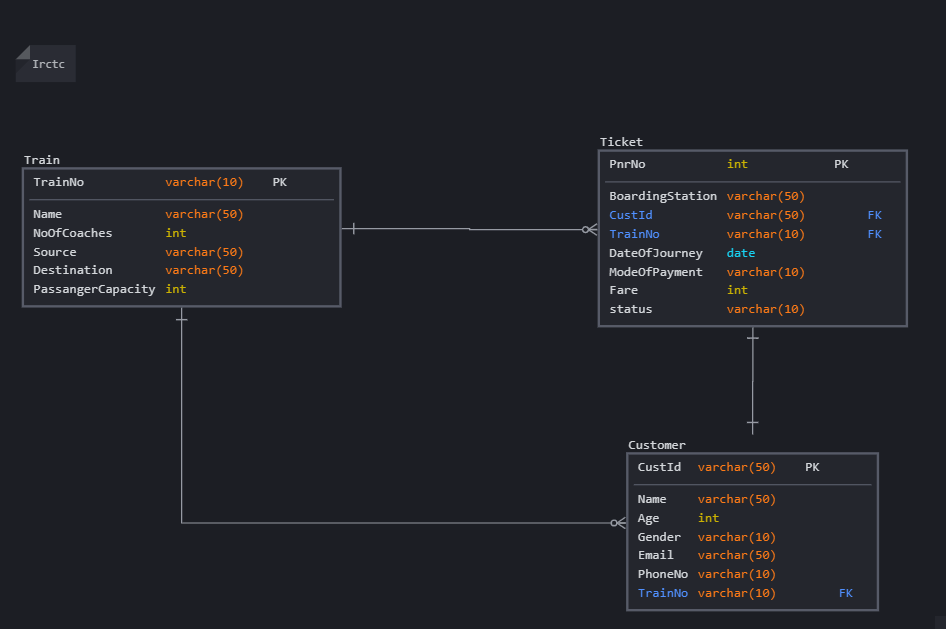 Irctc
Train
TrainNo varchar(10) PK
Name varchar(50)
NoOfCoaches int
Source varchar(50)
Destination varchar(50)
PassangerCapacity int
Ticket
PnrNo int PK
BoardingStation varchar(50)
CustId varchar(50) FK
TrainNo varchar(10) FK
DateOfJourney date
ModeOfPayment varchar(10)
Fare int
status varchar(10)
Customer
CustId varchar(50) PK
Name varchar(50)
Age int
Gender varchar(10)
Email varchar(50)
PhoneNo varchar(10)
TrainNo varchar(10) FK